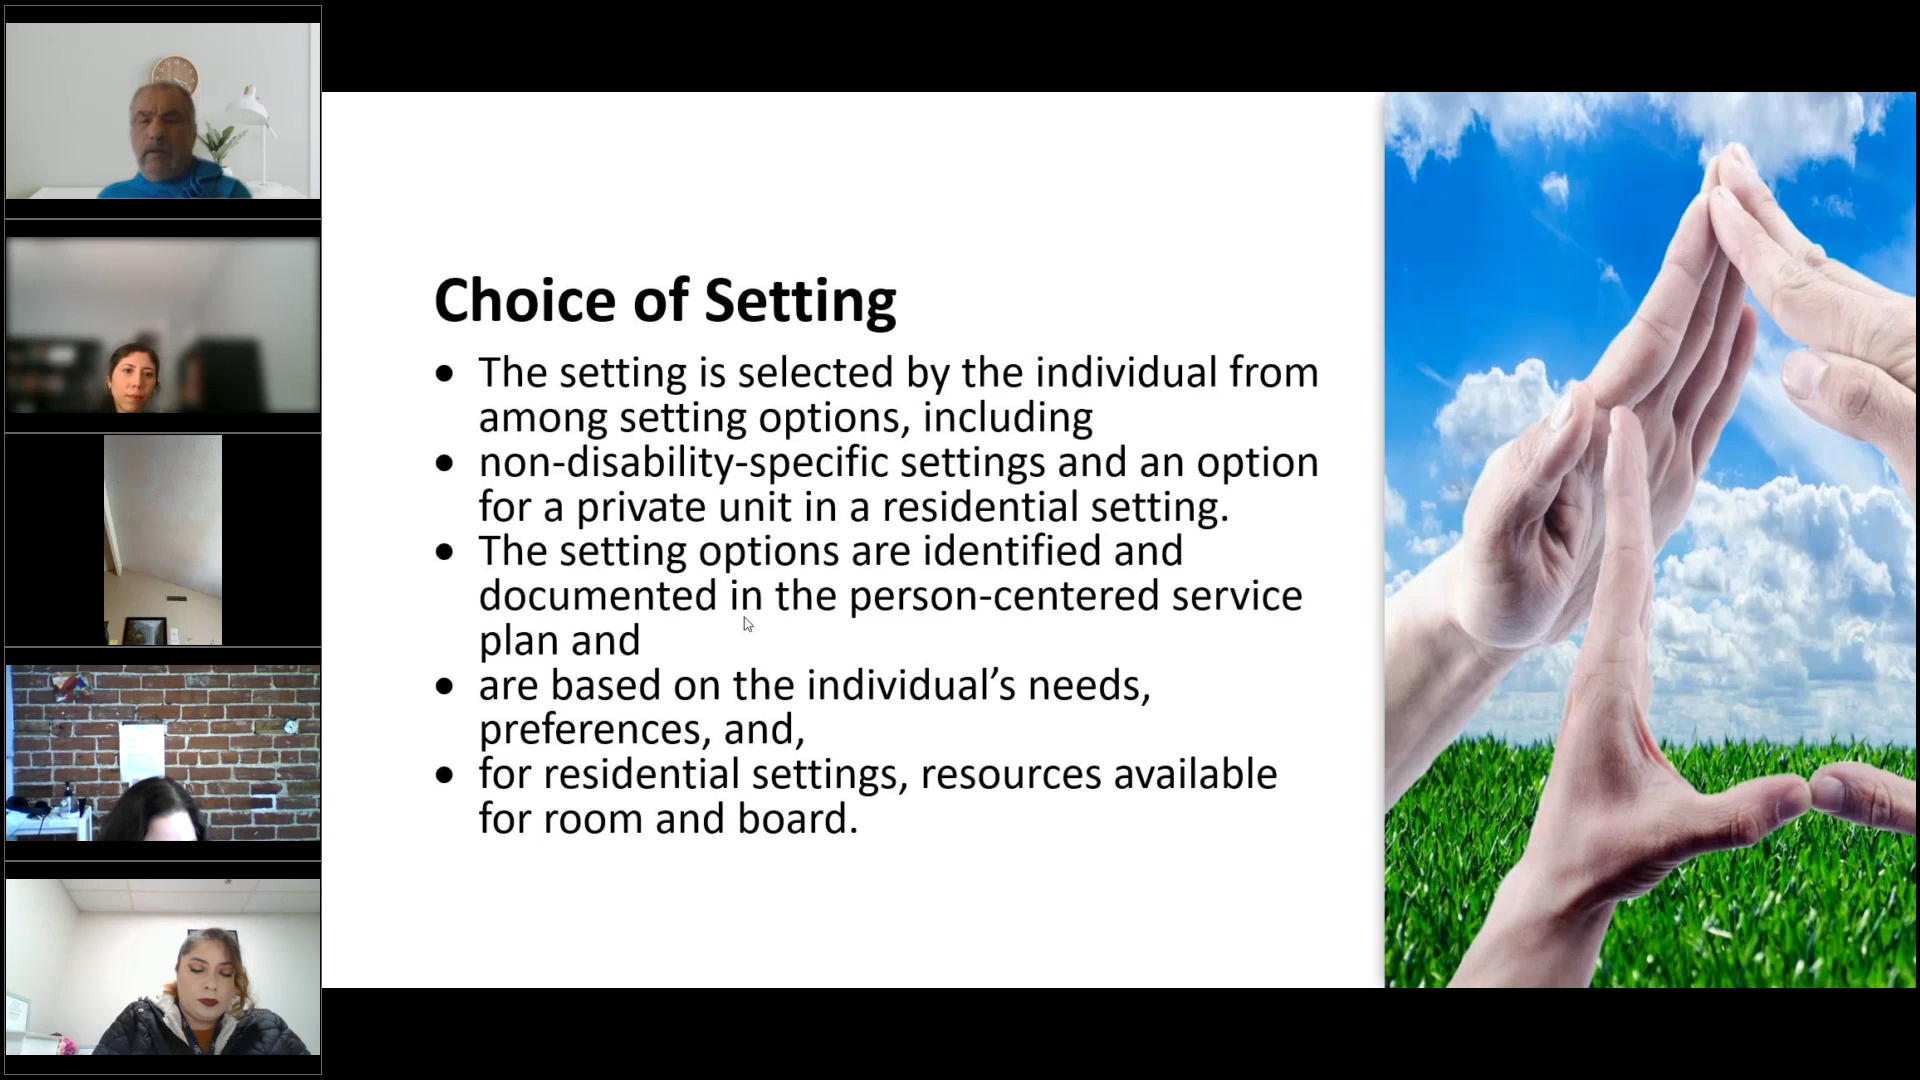 Choice of Setting
• The setting is selected by the individual from
among setting options, including
• non-disability-specific settings and an option
for a private unit in a residential setting.
• The setting options are identified and
documented in the person-centered service
plan and
• are based on the individual’s needs,
preferences, and,
• for residential settings, resources available
for room and board.